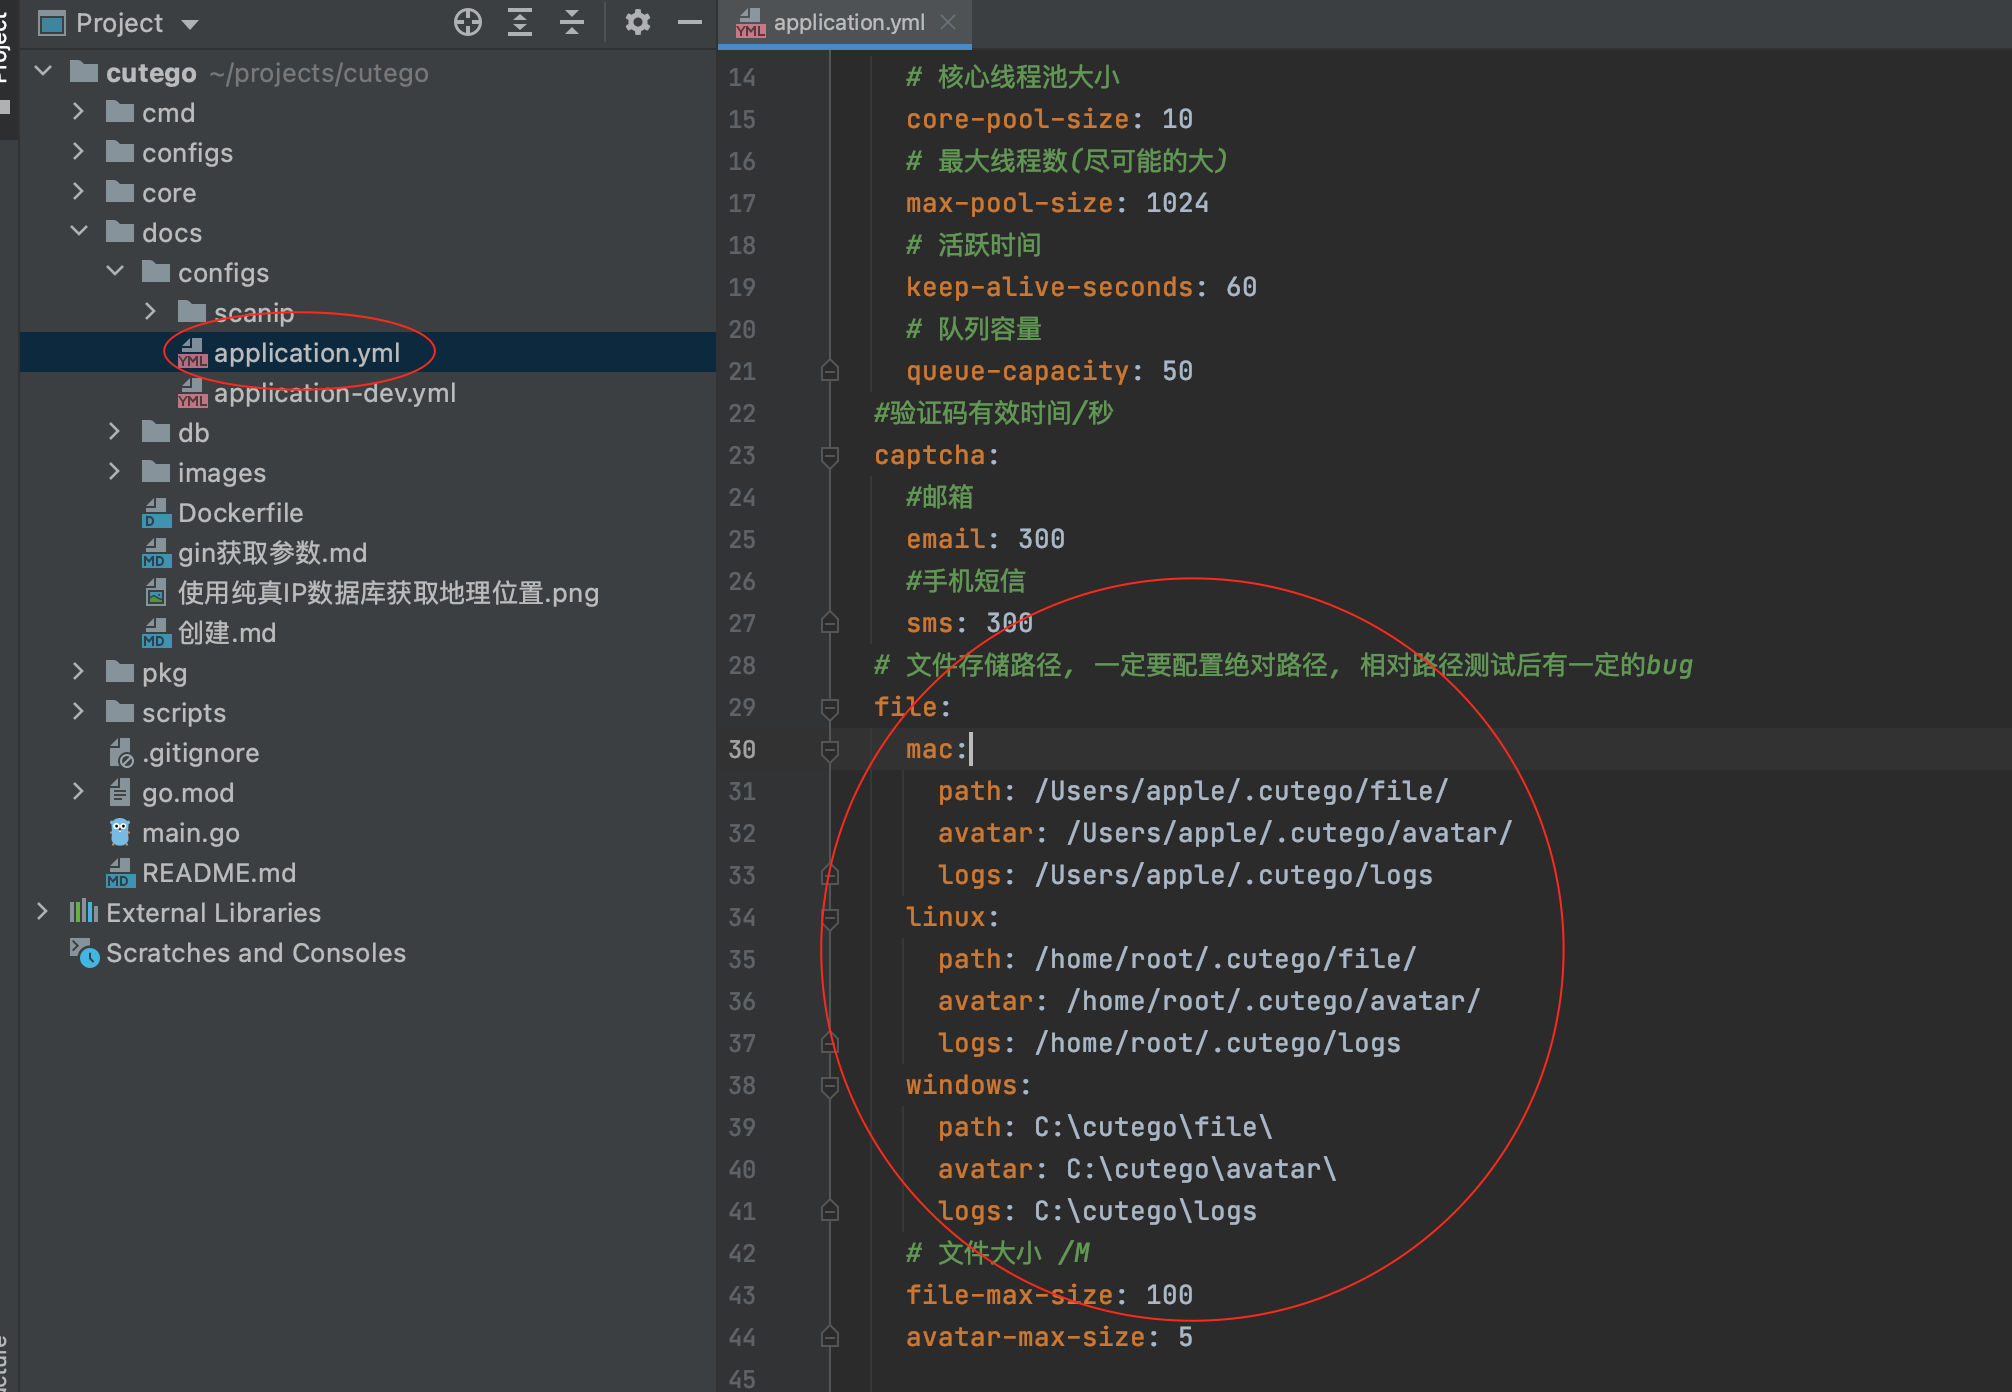 Project
cutego ~/projects/cutego
cmd
configs
core
docs
configs
scanip
YML application.yml
YML application-dev.yml
db
images
D Dockerfile
MD gin获取参数.md
使用纯真IP数据库获取地理位置.png
MD 创建.md
pkg
scripts
.gitignore
go.mod
main.go
MD README.md
External Libraries
Scratches and Consoles
YML application.yml
14 # 核心线程池大小
15 core-pool-size: 10
16 # 最大线程数(尽可能的大)
17 max-pool-size: 1024
18 # 活跃时间
19 keep-alive-seconds: 60
20 # 队列容量
21 queue-capacity: 50
22 #验证码有效时间/秒
23 captcha:
24 #邮箱
25 email: 300
26 #手机短信
27 sms: 300
28 # 文件存储路径, 一定要配置绝对路径, 相对路径测试后有一定的bug
29 file:
30 mac:
31 path: /Users/apple/.cutego/file/
32 avatar: /Users/apple/.cutego/avatar/
33 logs: /Users/apple/.cutego/logs
34 linux:
35 path: /home/root/.cutego/file/
36 avatar: /home/root/.cutego/avatar/
37 logs: /home/root/.cutego/logs
38 windows:
39 path: C:\cutego\file\
40 avatar: C:\cutego\avatar\
41 logs: C:\cutego\logs
42 # 文件大小 /M
43 file-max-size: 100
44 avatar-max-size: 5
45